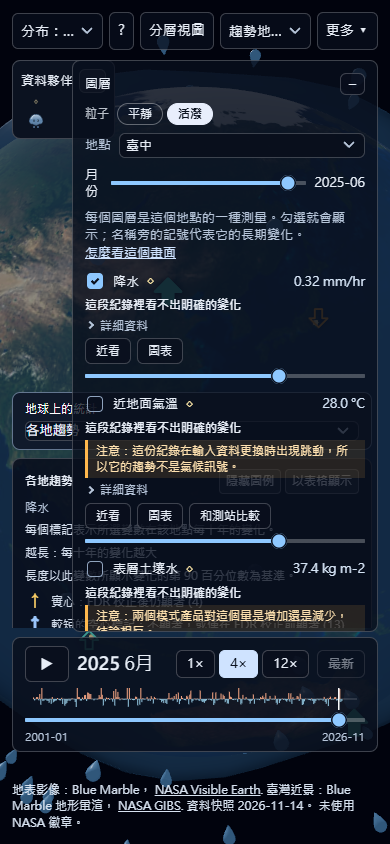 分布：...
?
分層視圖
趨勢地...
更多 ▼
資料夥伴
圖層
–
粒子
平靜
活潑
地點
臺中
月份
2025-06
每個圖層是這個地點的一種測量。勾選就會顯
示；名稱旁的記號代表它的長期變化。
怎麼看這個畫面
降水
0.32 mm/hr
這段紀錄裡看不出明確的變化
詳細資料
近看
圖表
地球上的
近地面氣溫
28.0 °C
各地趨勢
這段紀錄裡看不出明確的變化
注意：這份紀錄在輸入資料更換時出現跳動，所
以它的趨勢不是氣候訊號。
各地趨勢
隱藏圖例
以表格顯示
詳細資料
降水
近看
圖表
和測站比較
每個標記
越長：每十年的變化越大
長度以此
表層土壤水
37.4 kg m-2
這段紀錄裡看不出明確的變化
實心
注意：兩個模式產品對這個量是增加還是減少，
較短
2025 6月
1×
4×
12×
最新
2001-01
2026-11
地表影像：Blue Marble， NASA Visible Earth. 臺灣近景：Blue
Marble 地形暈渲， NASA GIBS. 資料快照 2026-11-14。 未使用
NASA 徽章。